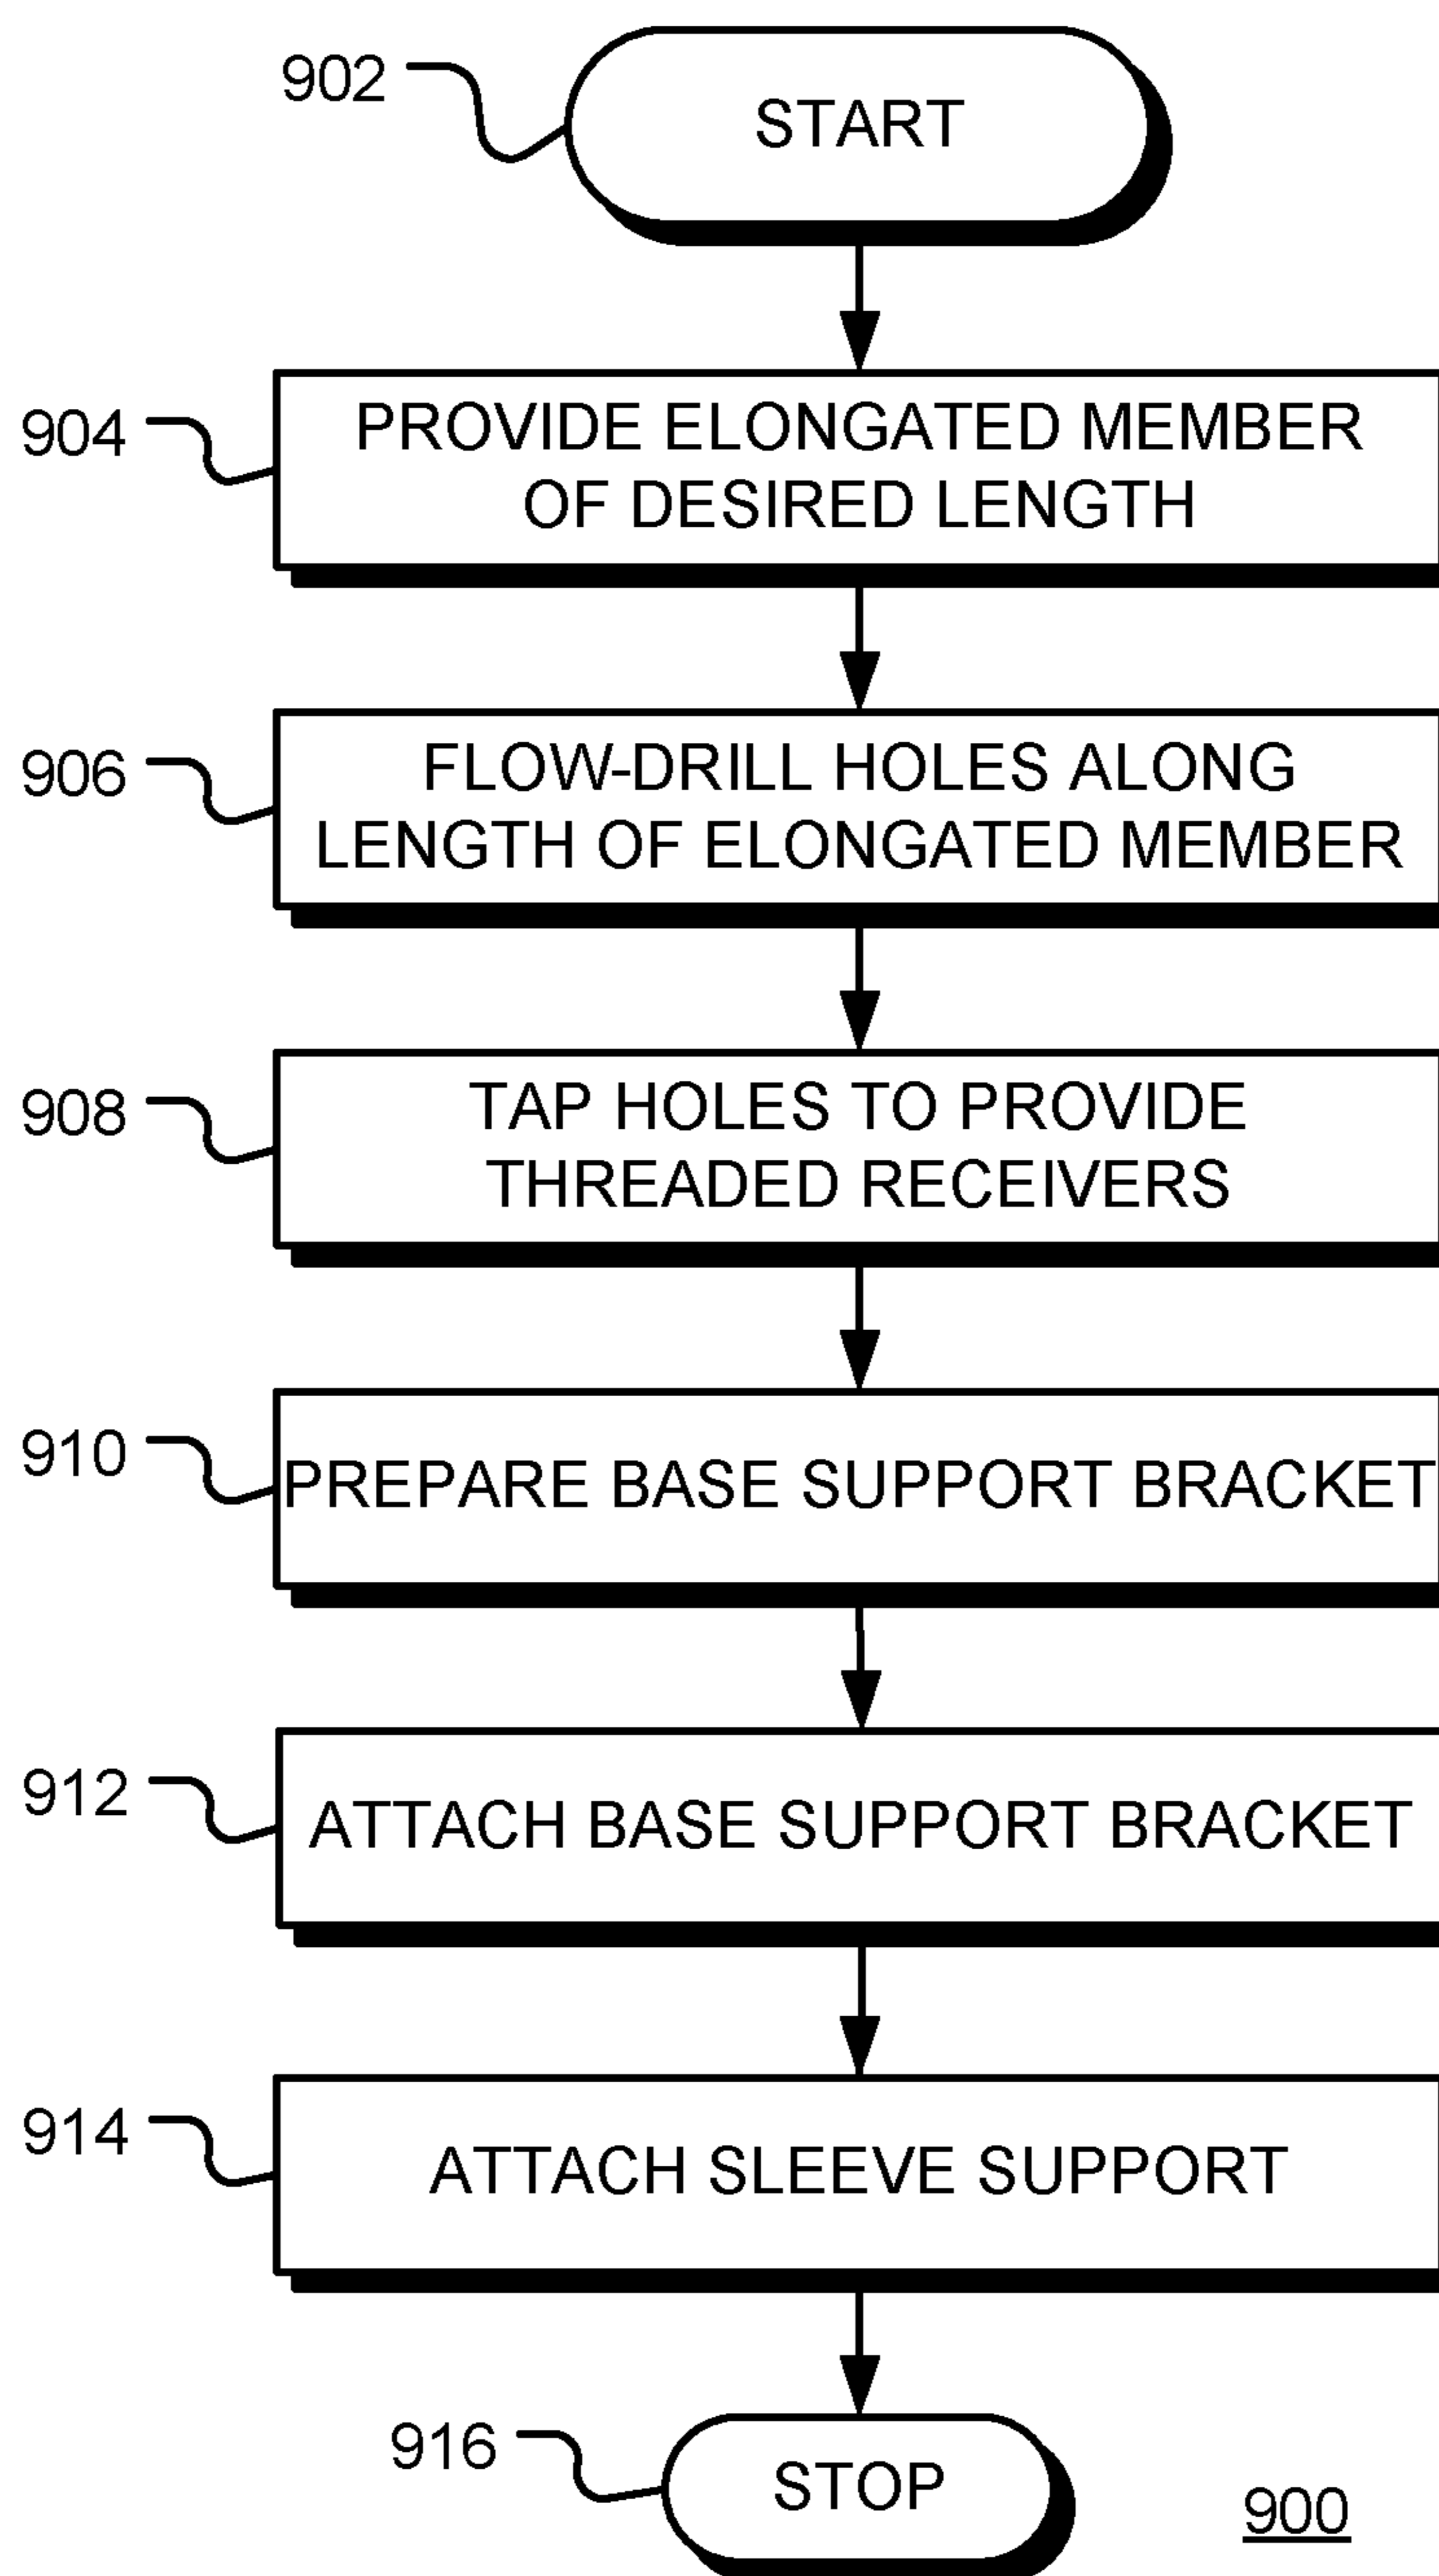 902
START
904
PROVIDE ELONGATED MEMBER
OF DESIRED LENGTH
906
FLOW-DRILL HOLES ALONG
LENGTH OF ELONGATED MEMBER
908
TAP HOLES TO PROVIDE
THREADED RECEIVERS
910
PREPARE BASE SUPPORT BRACKET
912
ATTACH BASE SUPPORT BRACKET
914
ATTACH SLEEVE SUPPORT
916
STOP
900